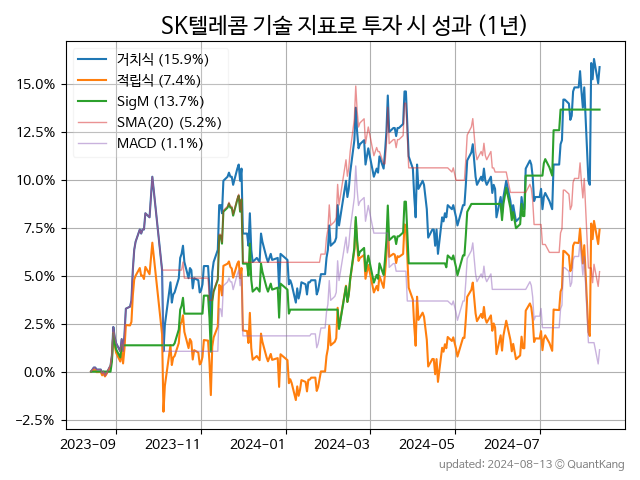 SK텔레콤 기술 지표로 투자 시 성과 (1년)
거치식 (15.9%)
적립식 (7.4%)
SigM (13.7%)
SMA(20) (5.2%)
MACD (1.1%)
15.0%
12.5%
10.0%
7.5%
5.0%
2.5%
0.0%
−2.5%
2023-09 2023-11 2024-01 2024-03 2024-05 2024-07
updated: 2024-08-13 © QuantKang